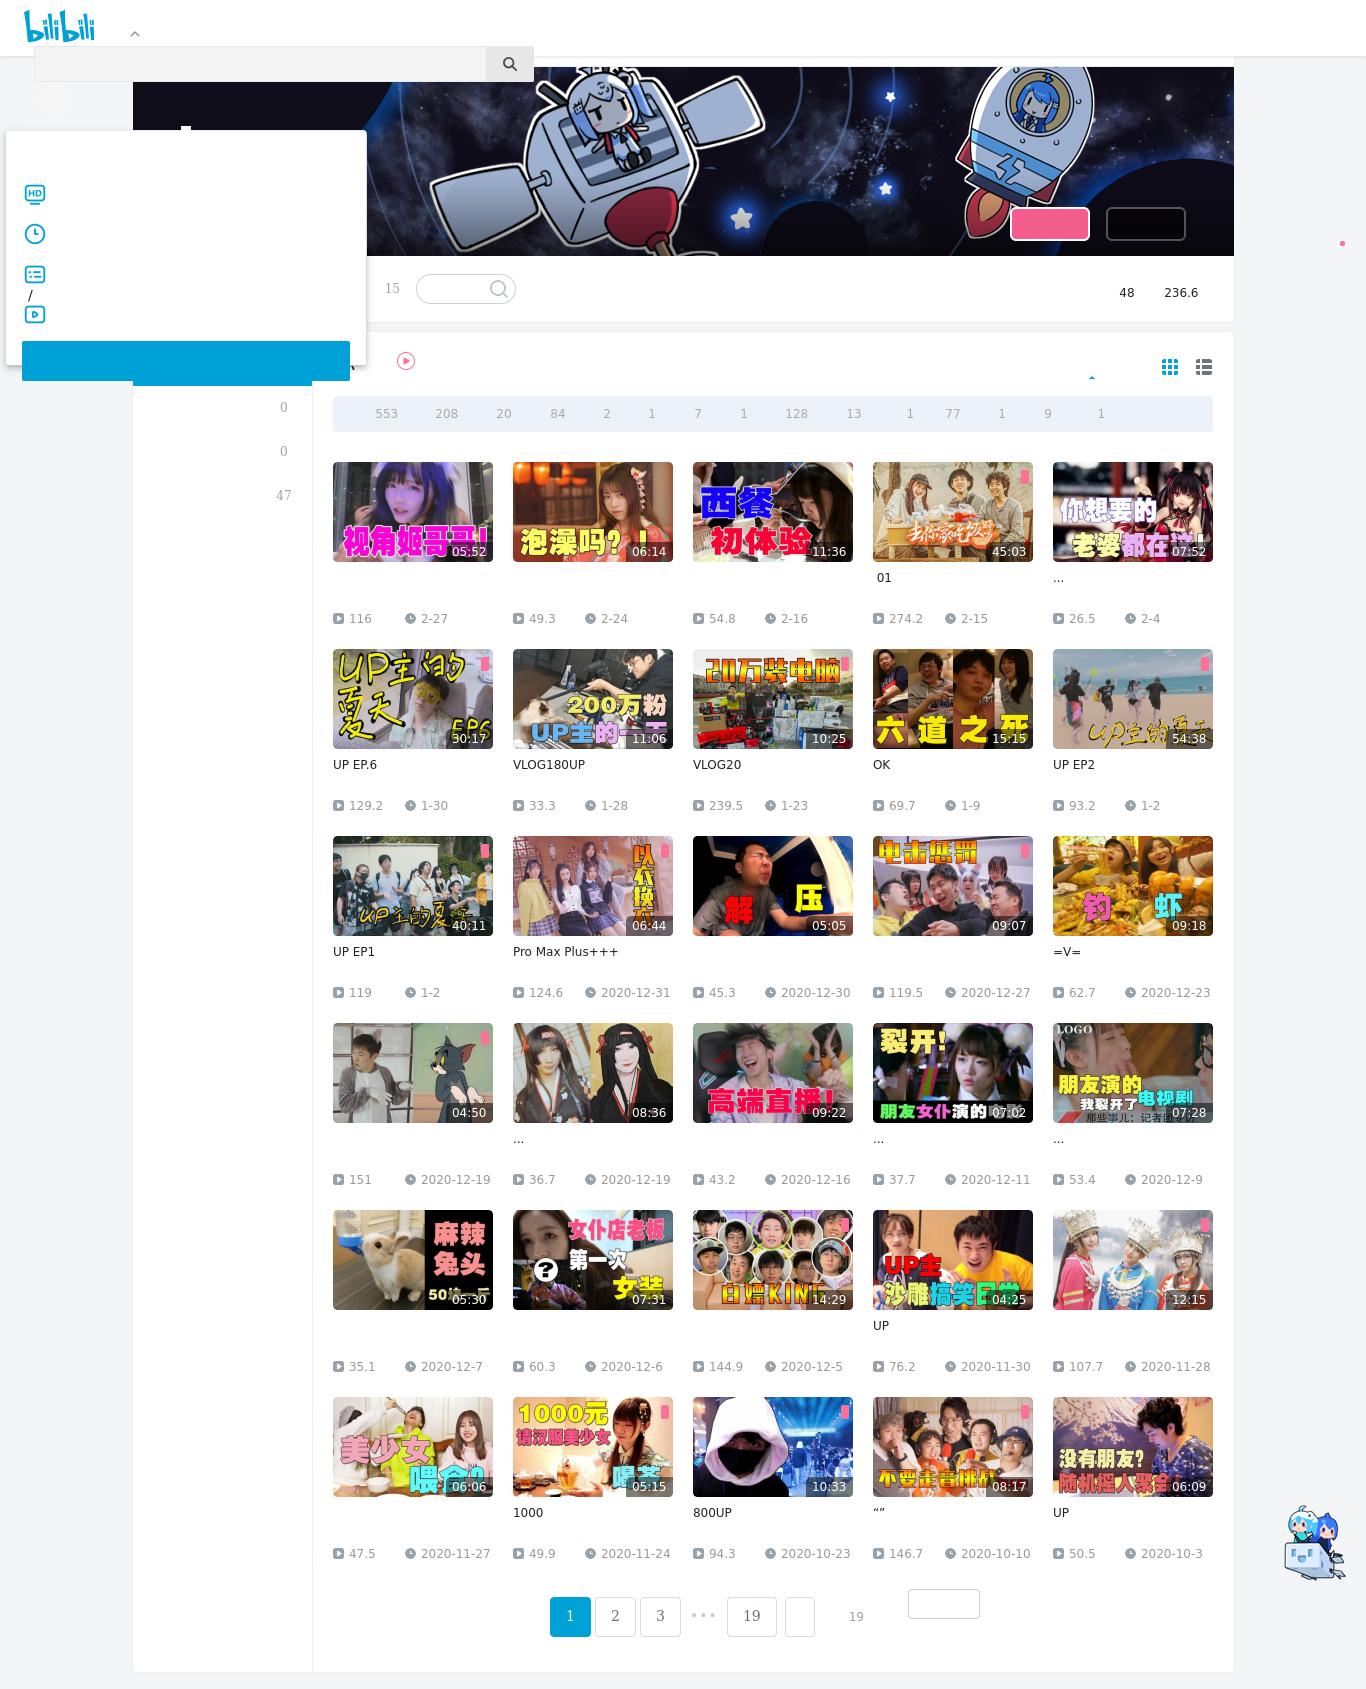 bilibili
HD
/
15
48 236.6
553 208 20 84 2 1 7 1 128 13 1 77 1 9 1
0
0
47
视角姬哥哥!
05:52
泡澡吗? !
06:14
西餐
初体验
11:36
去你家吃饭
45:03
你想要的
老婆都在这!
07:52
01
...
116 2-27
49.3 2-24
54.8 2-16
274.2 2-15
26.5 2-4
UP主的
夏天
EP6
30:17
200万粉
UP主的一天
11:06
20万装电脑
10:25
六道之死
15:15
UP主的夏天
54:38
UP EP.6
VLOG180UP
VLOG20
OK
UP EP2
129.2 1-30
33.3 1-28
239.5 1-23
69.7 1-9
93.2 1-2
UP主的夏天
40:11
以衣换
06:44
解压
05:05
电击惩罚
09:07
钓虾
09:18
UP EP1
Pro Max Plus+++
=V=
119 1-2
124.6 2020-12-31
45.3 2020-12-30
119.5 2020-12-27
62.7 2020-12-23
04:50
08:36
高端直播!
09:22
裂开!
朋友女仆演的
07:02
LOGO
朋友演的
我裂开了电视剧
那些事儿：记者团
07:28
...
...
...
151 2020-12-19
36.7 2020-12-19
43.2 2020-12-16
37.7 2020-12-11
53.4 2020-12-9
麻辣
兔头
05:30
女仆店老板
第一次
女装
?
07:31
白嫖KING
14:29
UP主
沙雕搞笑日常
04:25
12:15
UP
35.1 2020-12-7
60.3 2020-12-6
144.9 2020-12-5
76.2 2020-11-30
107.7 2020-11-28
美少女
喂食?
06:06
1000元
请汉服美少女
喝茶
05:15
10:33
不要走音挑战
08:17
没有朋友?
随机摇人聚会
06:09
1000
800UP
“”
UP
47.5 2020-11-27
49.9 2020-11-24
94.3 2020-10-23
146.7 2020-10-10
50.5 2020-10-3
1 2 3 ••• 19 19